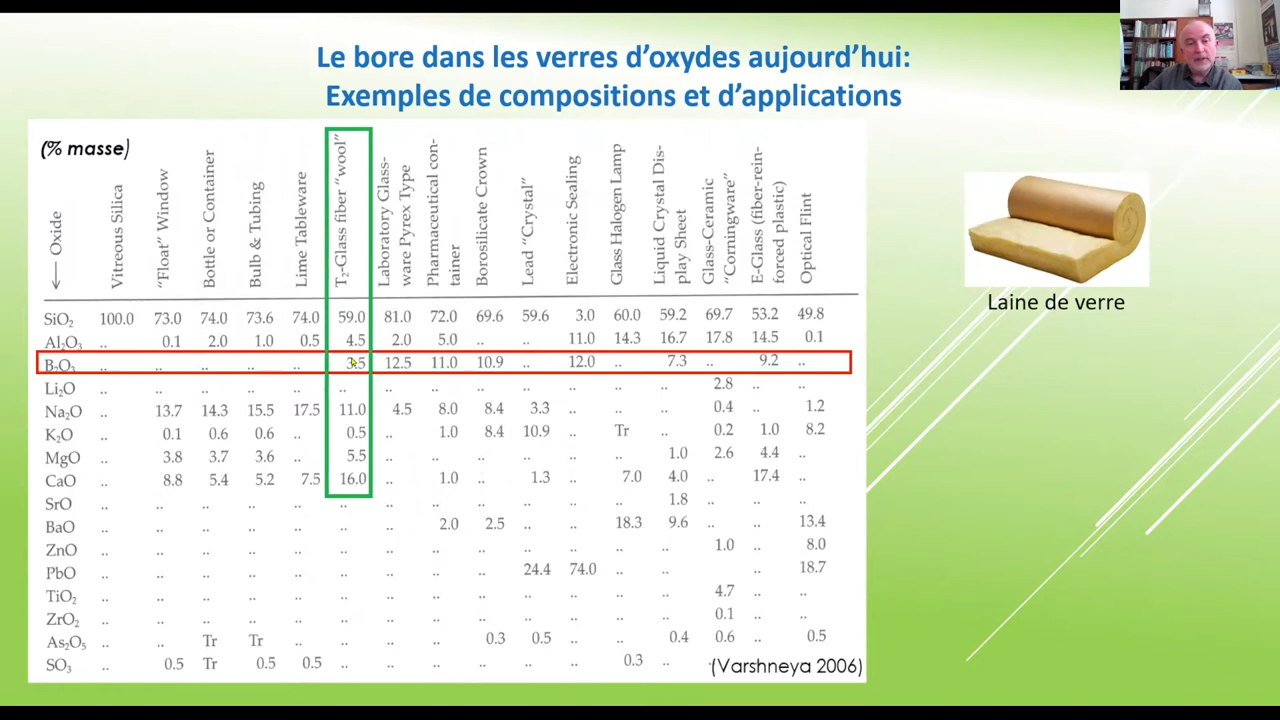 Le bore dans les verres d'oxydes aujourd'hui:
Exemples de compositions et d'applications
(% masse)
← Oxide
Vitreous Silica
"Float" Window
Bottle or Container
Bulb & Tubing
Lime Tableware
T₂-Glass fiber "wool"
Laboratory Glass-
ware Pyrex Type
Pharmaceutical con-
tainer
Borosilicate Crown
Lead "Crystal"
Electronic Sealing
Glass Halogen Lamp
Liquid Crystal Dis-
play Sheet
Glass-Ceramic
"Corningware"
E-Glass (fiber-rein-
forced plastic)
Optical Flint
SiO₂ 100.0 73.0 74.0 73.6 74.0 59.0 81.0 72.0 69.6 59.6 3.0 60.0 59.2 69.7 53.2 49.8
Al₂O₃ .. 0.1 2.0 1.0 0.5 4.5 2.0 5.0 .. .. 11.0 14.3 16.7 17.8 14.5 0.1
B₂O₃ .. .. .. .. .. 3.5 12.5 11.0 10.9 .. 12.0 .. 7.3 .. 9.2 ..
Li₂O .. .. .. .. .. .. .. .. .. .. .. .. .. 2.8 .. ..
Na₂O .. 13.7 14.3 15.5 17.5 11.0 4.5 8.0 8.4 3.3 .. .. .. 0.4 .. 1.2
K₂O .. 0.1 0.6 0.6 .. 0.5 .. 1.0 8.4 10.9 .. Tr .. 0.2 1.0 8.2
MgO .. 3.8 3.7 3.6 .. 5.5 .. .. .. .. .. .. 1.0 2.6 4.4 ..
CaO .. 8.8 5.4 5.2 7.5 16.0 .. 1.0 .. 1.3 .. 7.0 4.0 .. 17.4 ..
SrO .. .. .. .. .. .. .. .. .. .. .. .. 1.8 .. .. ..
BaO .. .. .. .. .. .. .. 2.0 2.5 .. .. 18.3 9.6 .. .. 13.4
ZnO .. .. .. .. .. .. .. .. .. .. .. .. .. 1.0 .. 8.0
PbO .. .. .. .. .. .. .. .. .. 24.4 74.0 .. .. .. 18.7
TiO₂ .. .. .. .. .. .. .. .. .. .. .. .. .. 4.7 .. ..
ZrO₂ .. .. .. .. .. .. .. .. .. .. .. .. .. 0.1 .. ..
As₂O₅ .. .. Tr Tr .. .. .. .. 0.3 0.5 .. .. 0.4 0.6 .. 0.5
SO₃ .. 0.5 Tr 0.5 0.5 .. .. .. .. .. .. 0.3 ..
(Varshneya 2006)
Laine de verre